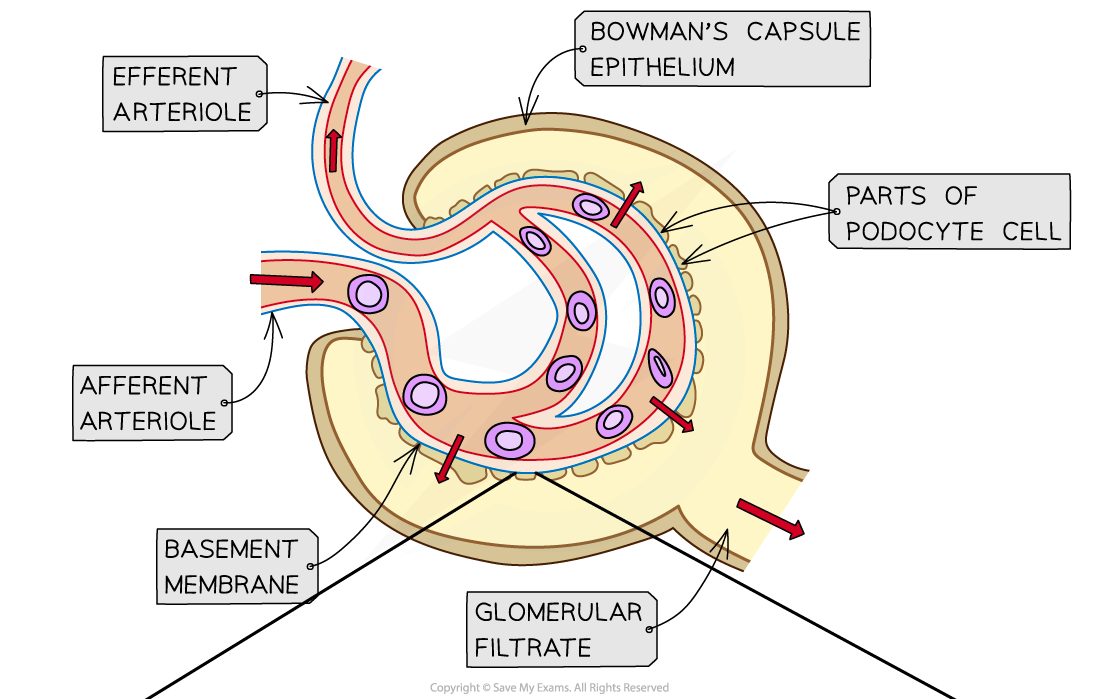 BOWMAN'S CAPSULE
EPITHELIUM
EFFERENT
ARTERIOLE
PARTS OF
PODOCYTE CELL
AFFERENT
ARTERIOLE
BASEMENT
MEMBRANE
GLOMERULAR
FILTRATE
Copyright © Save My Exams. All Rights Reserved